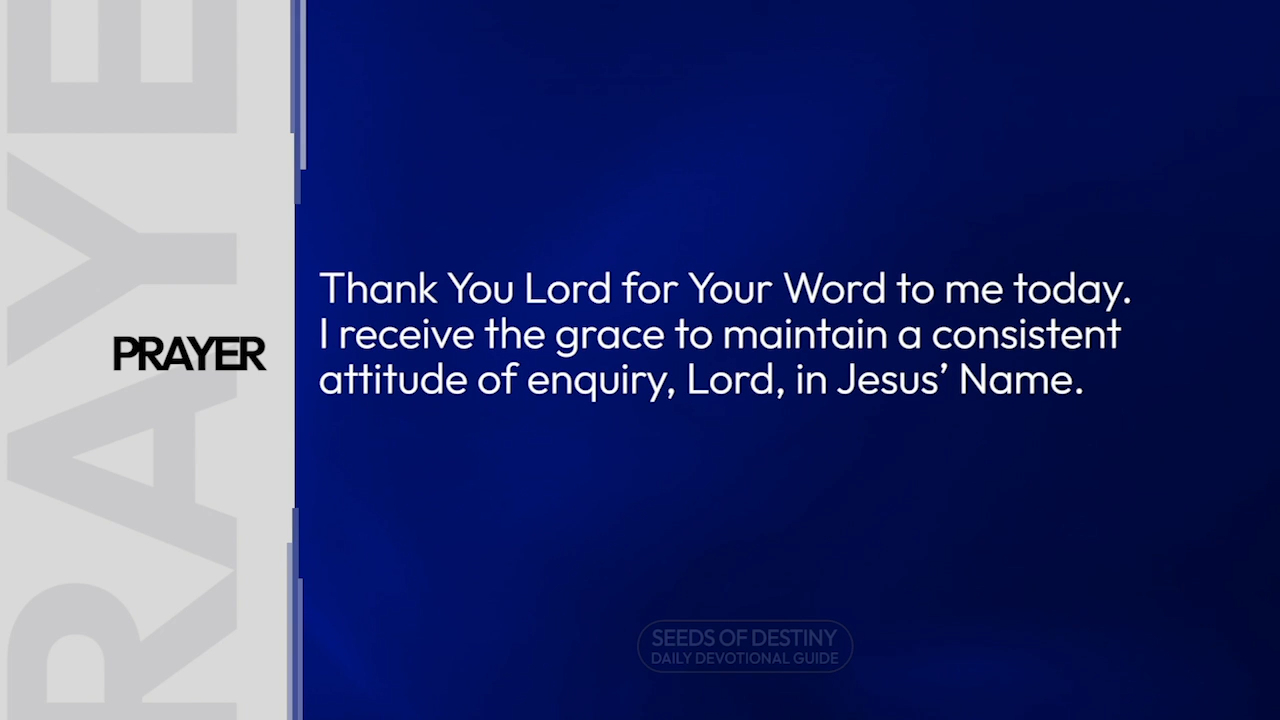 PRAYER
Thank You Lord for Your Word to me today.
I receive the grace to maintain a consistent
attitude of enquiry, Lord, in Jesus’ Name.
SEEDS OF DESTINY
DAILY DEVOTIONAL GUIDE
RAYE